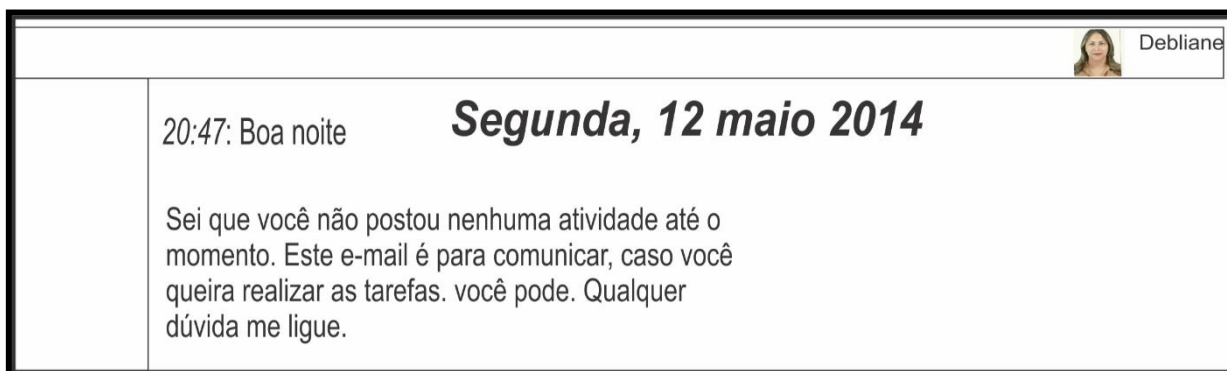 Debliane
20:47: Boa noite
Segunda, 12 maio 2014
Sei que você não postou nenhuma atividade até o
momento. Este e-mail é para comunicar, caso você
queira realizar as tarefas. você pode. Qualquer
dúvida me ligue.